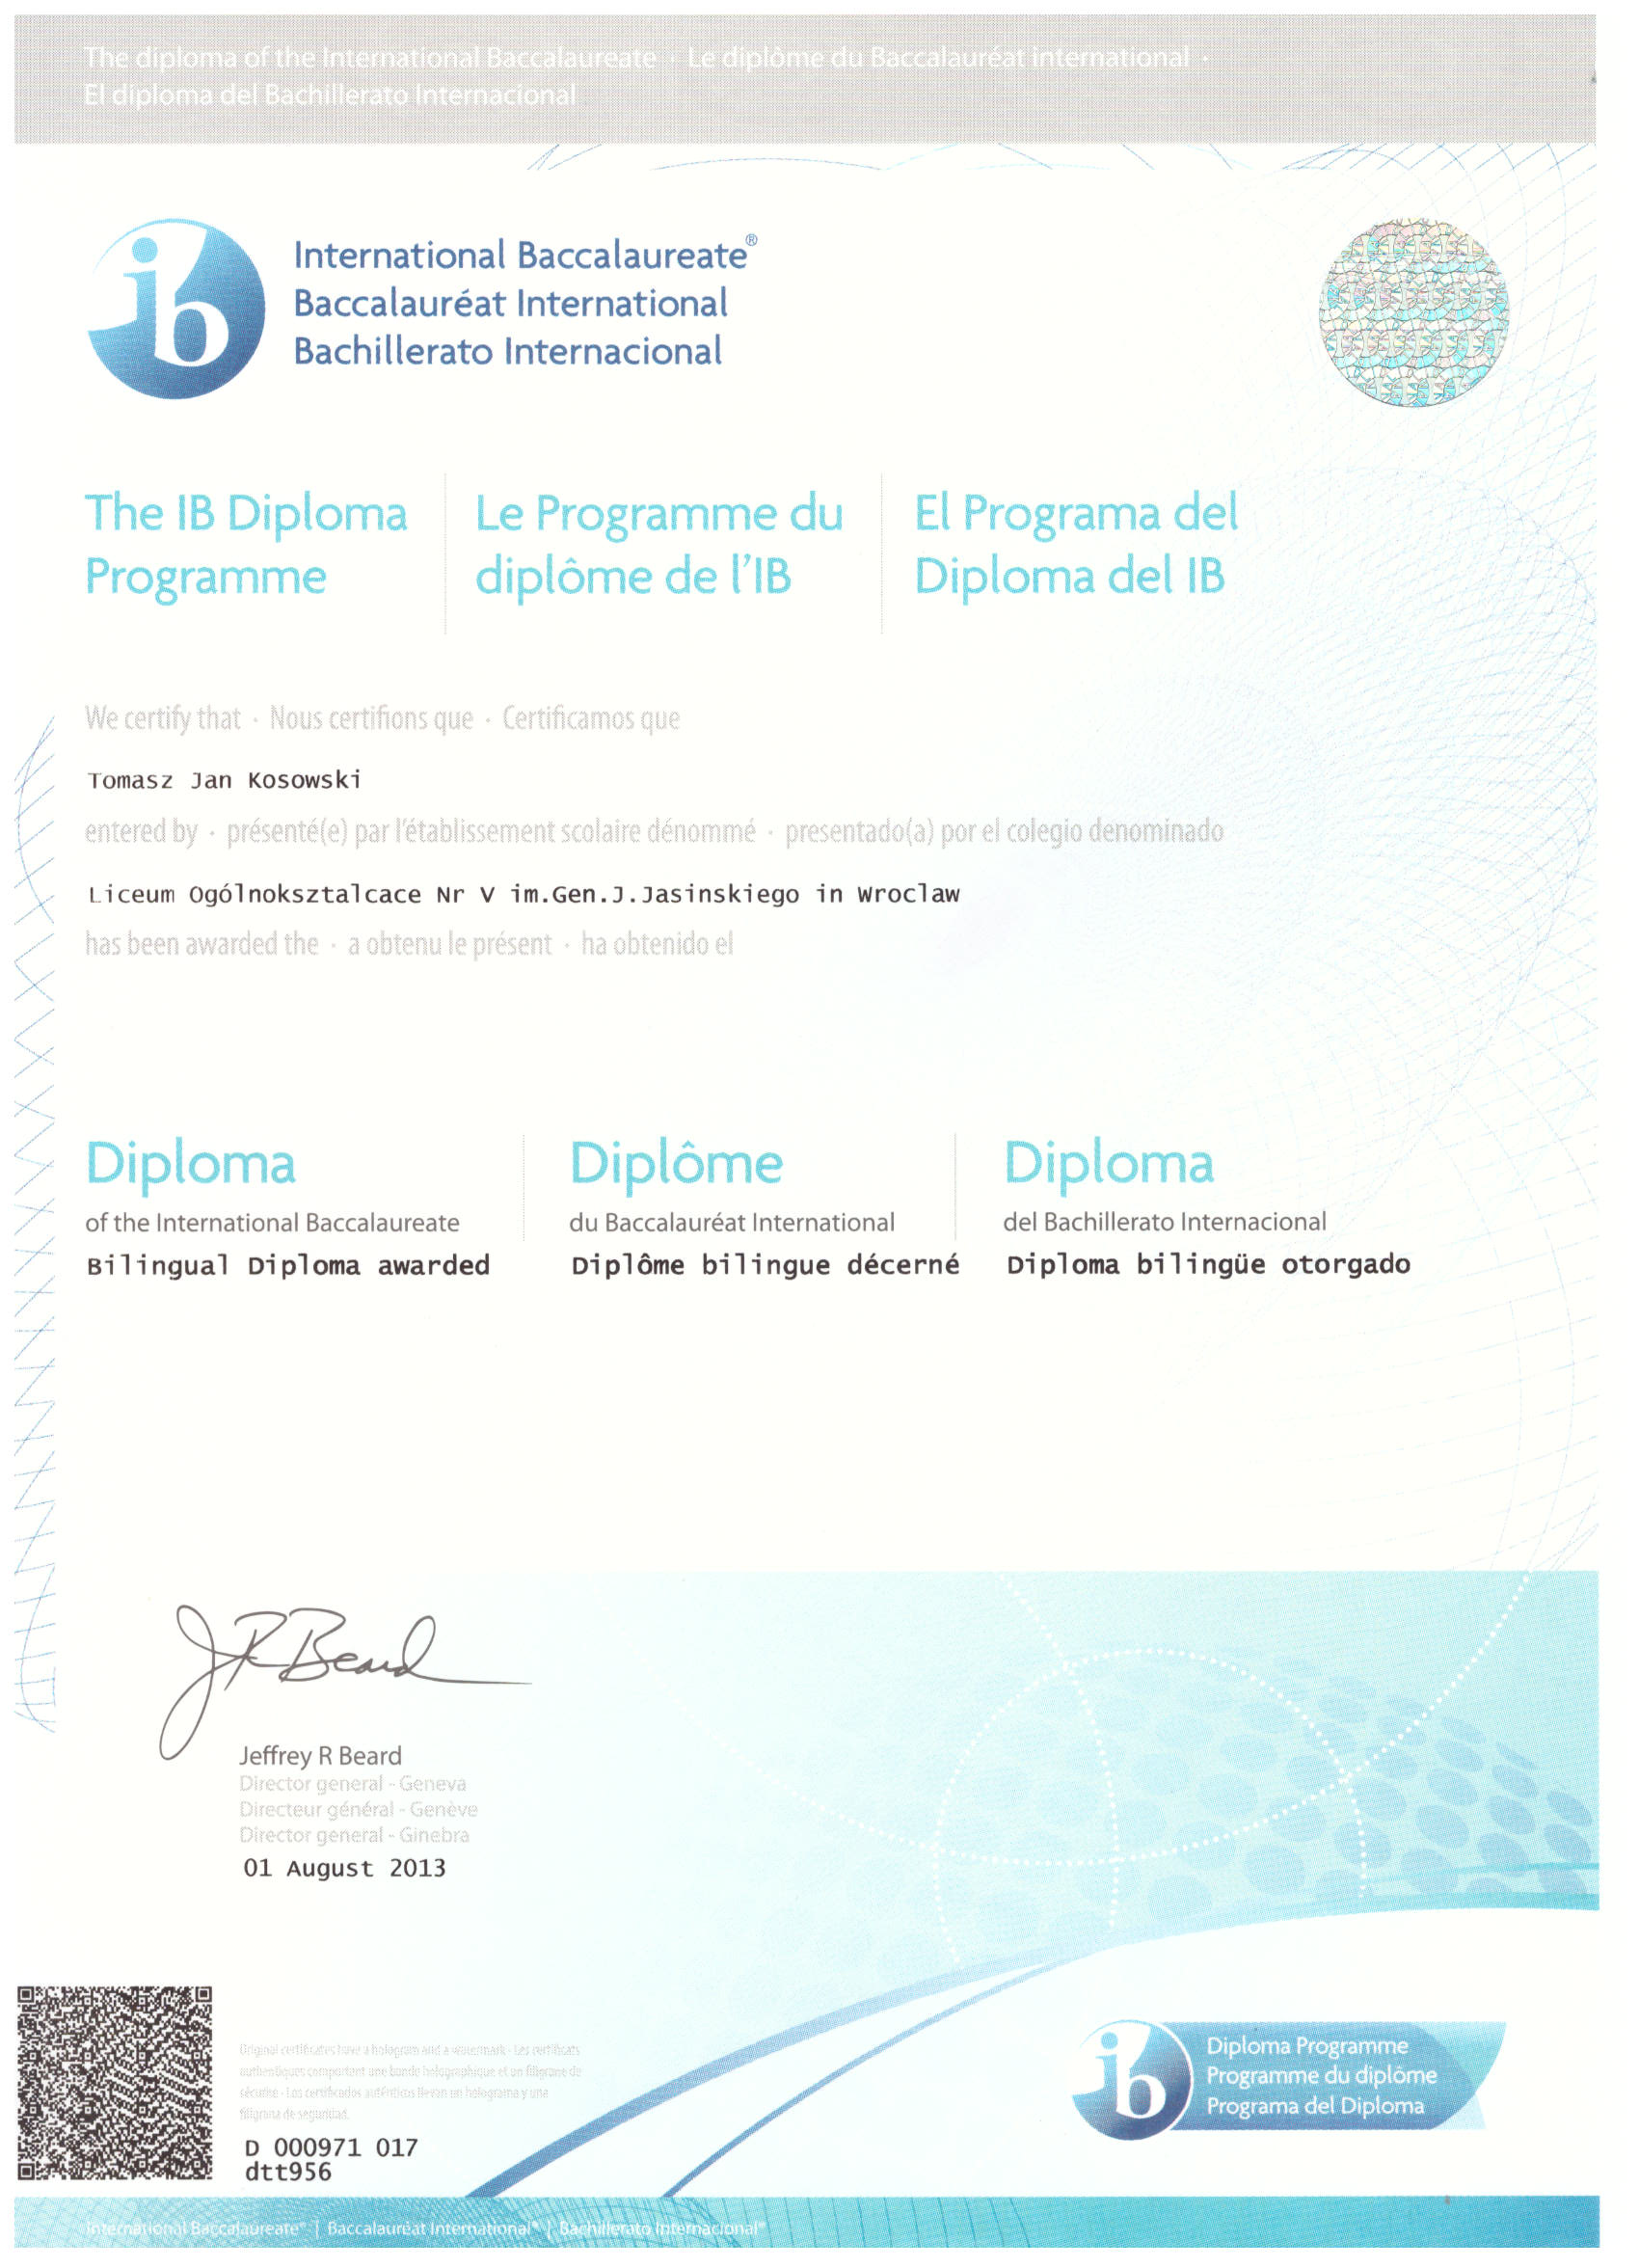 The diploma of the International Baccalaureate · Le diplôme du Baccalauréat international ·
El diploma del Bachillerato Internacional
ib
International Baccalaureate®
Baccalauréat International
Bachillerato Internacional
The IB Diploma
Programme
Le Programme du
diplôme de l'IB
El Programa del
Diploma del IB
We certify that · Nous certifions que · Certificamos que
Tomasz Jan Kosowski
entered by · présenté(e) par l'établissement scolaire dénommé · presentado(a) por el colegio denominado
Liceum Ogólnoksztalcace Nr V im.Gen.J.Jasinskiego in Wroclaw
has been awarded the · a obtenu le présent · ha obtenido el
Diploma
of the International Baccalaureate
Bilingual Diploma awarded
Diplôme
du Baccalauréat International
Diplôme bilingue décerné
Diploma
del Bachillerato Internacional
Diploma bilingüe otorgado
J R Beard
Jeffrey R Beard
Director general - Geneva
Directeur général - Genève
Director general - Ginebra
01 August 2013
Original certificates have a hologram and a watermark - Les certificats
authentiques comportant une bande holographique et un filigrane de
sécurité - Los certificados auténticos llevan un holograma y una
filigrana de seguridad.
D 000971 017
dtt956
ib
Diploma Programme
Programme du diplôme
Programa del Diploma
International Baccalaureate® | Baccalauréat International® | Bachillerato Internacional®